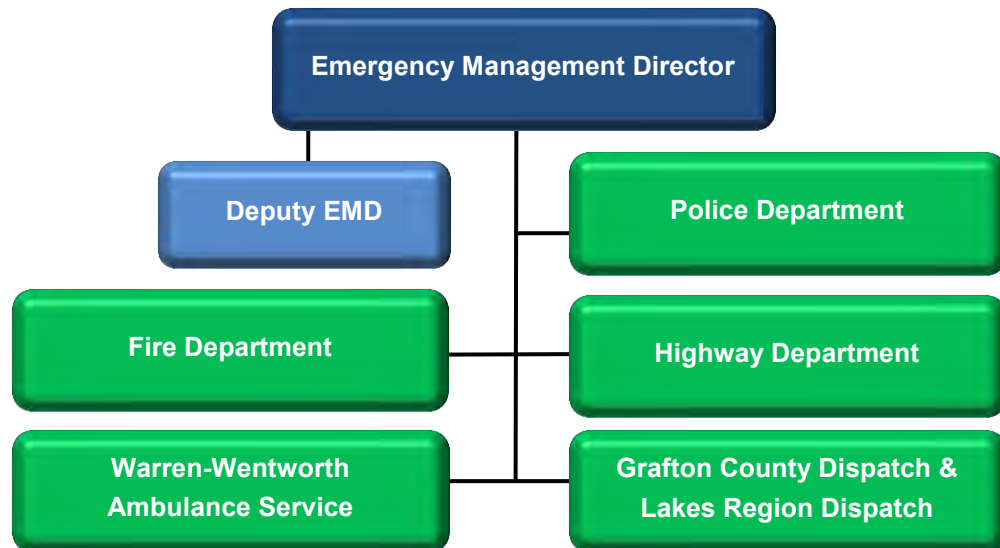 Emergency Management Director
Deputy EMD
Police Department
Fire Department
Highway Department
Warren-Wentworth
Ambulance Service
Grafton County Dispatch &
Lakes Region Dispatch